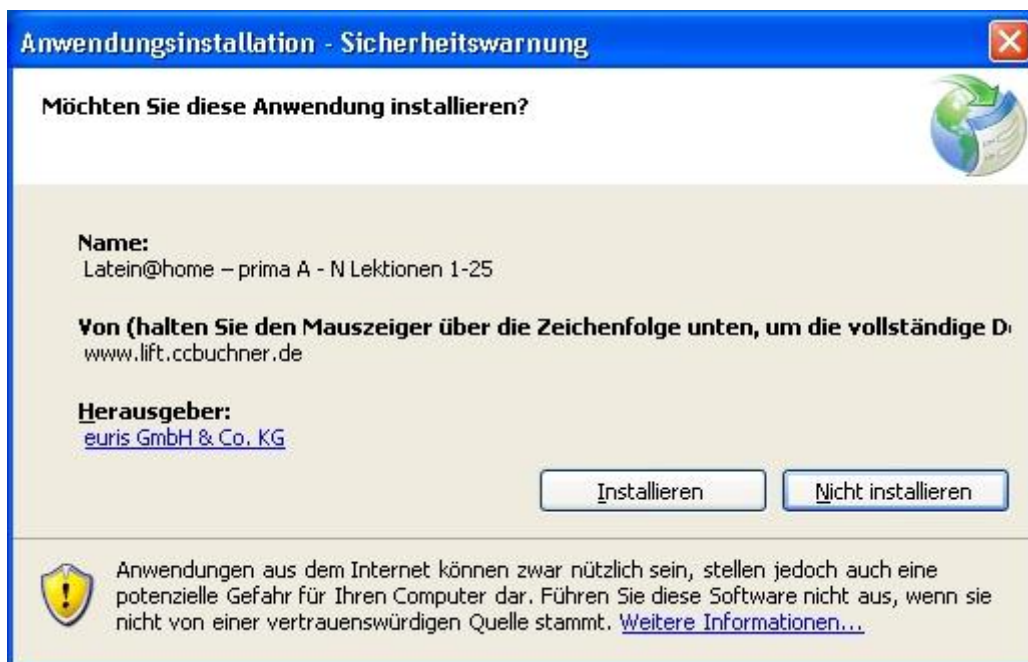 Anwendungsinstallation - Sicherheitswarnung
Möchten Sie diese Anwendung installieren?
Name:
Latein@home – prima A - N Lektionen 1-25
Von (halten Sie den Mauszeiger über die Zeichenfolge unten, um die vollständige D
www.lift.ccbuchner.de
Herausgeber:
euris GmbH & Co. KG
Installieren Nicht installieren
Anwendungen aus dem Internet können zwar nützlich sein, stellen jedoch auch eine
potenzielle Gefahr für Ihren Computer dar. Führen Sie diese Software nicht aus, wenn sie
nicht von einer vertrauenswürdigen Quelle stammt. Weitere Informationen...